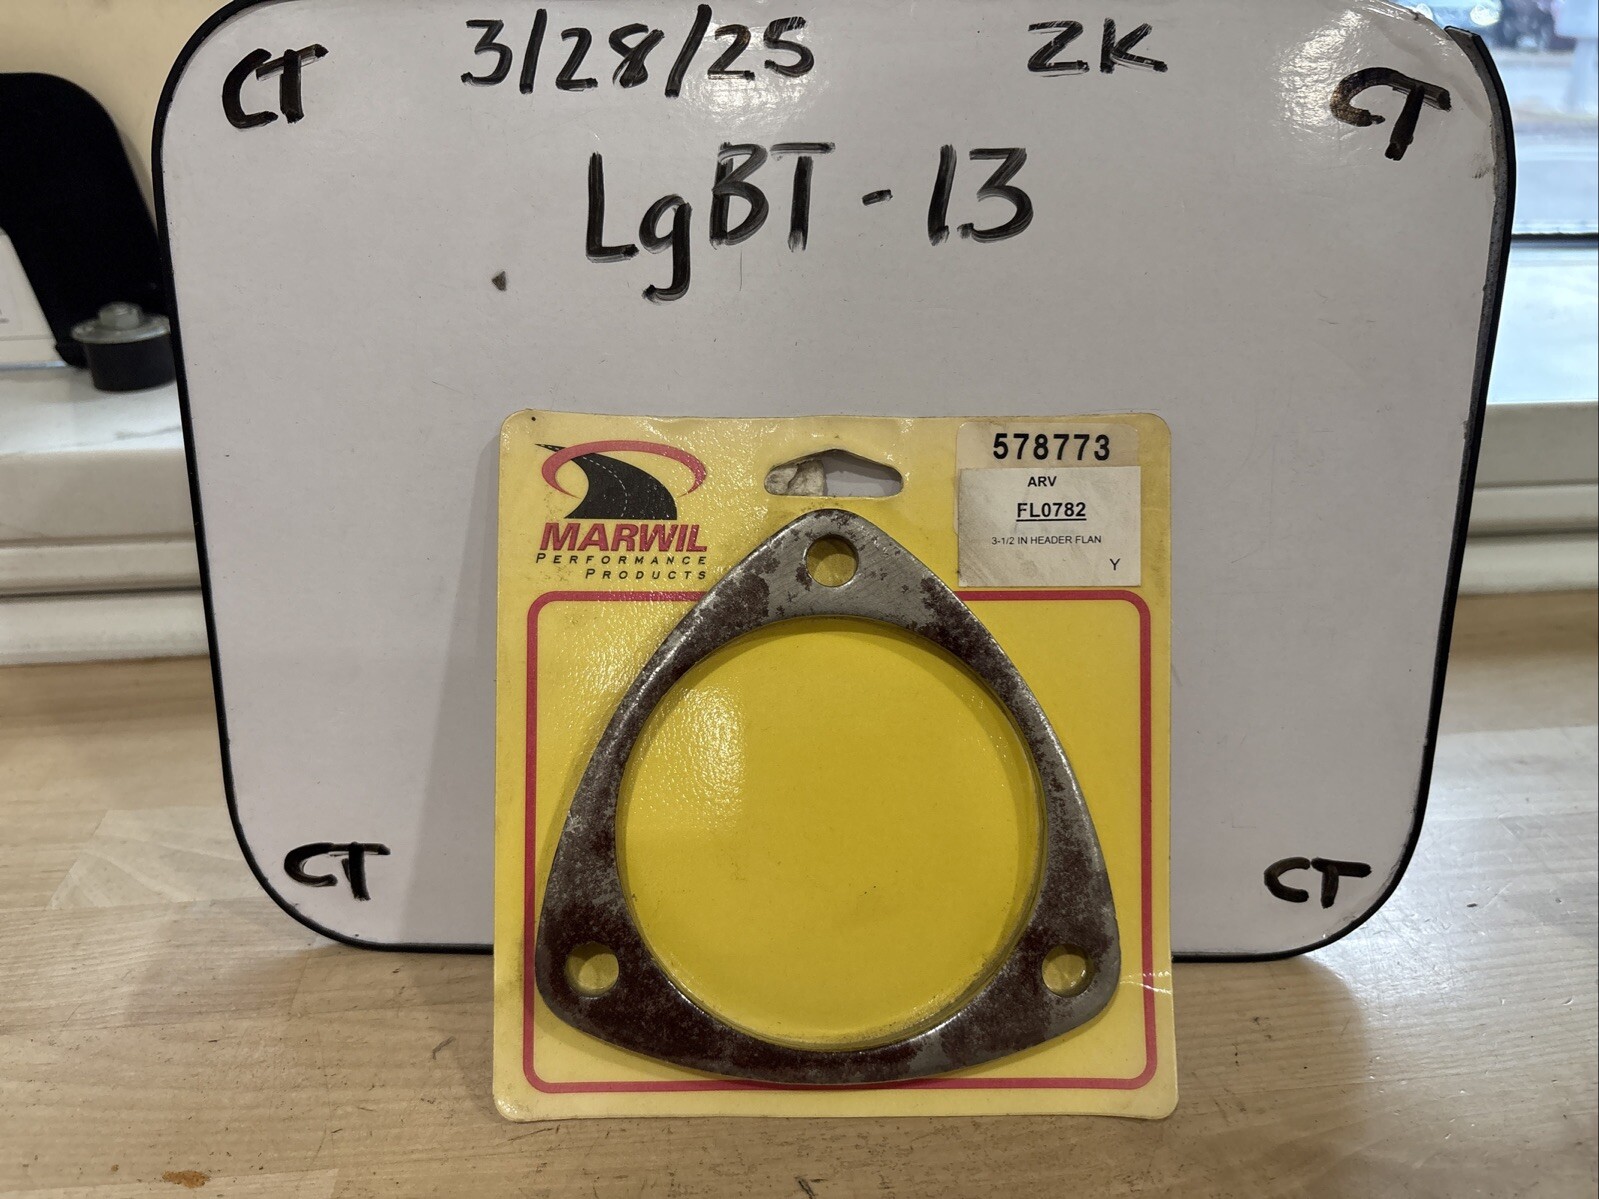 CT 3/28/25 ZK CT
LgBT-13
MARWIL
PERFORMANCE
PRODUCTS
578773
ARV
FL0782
3-1/2 IN HEADER FLAN
Y
CT CT